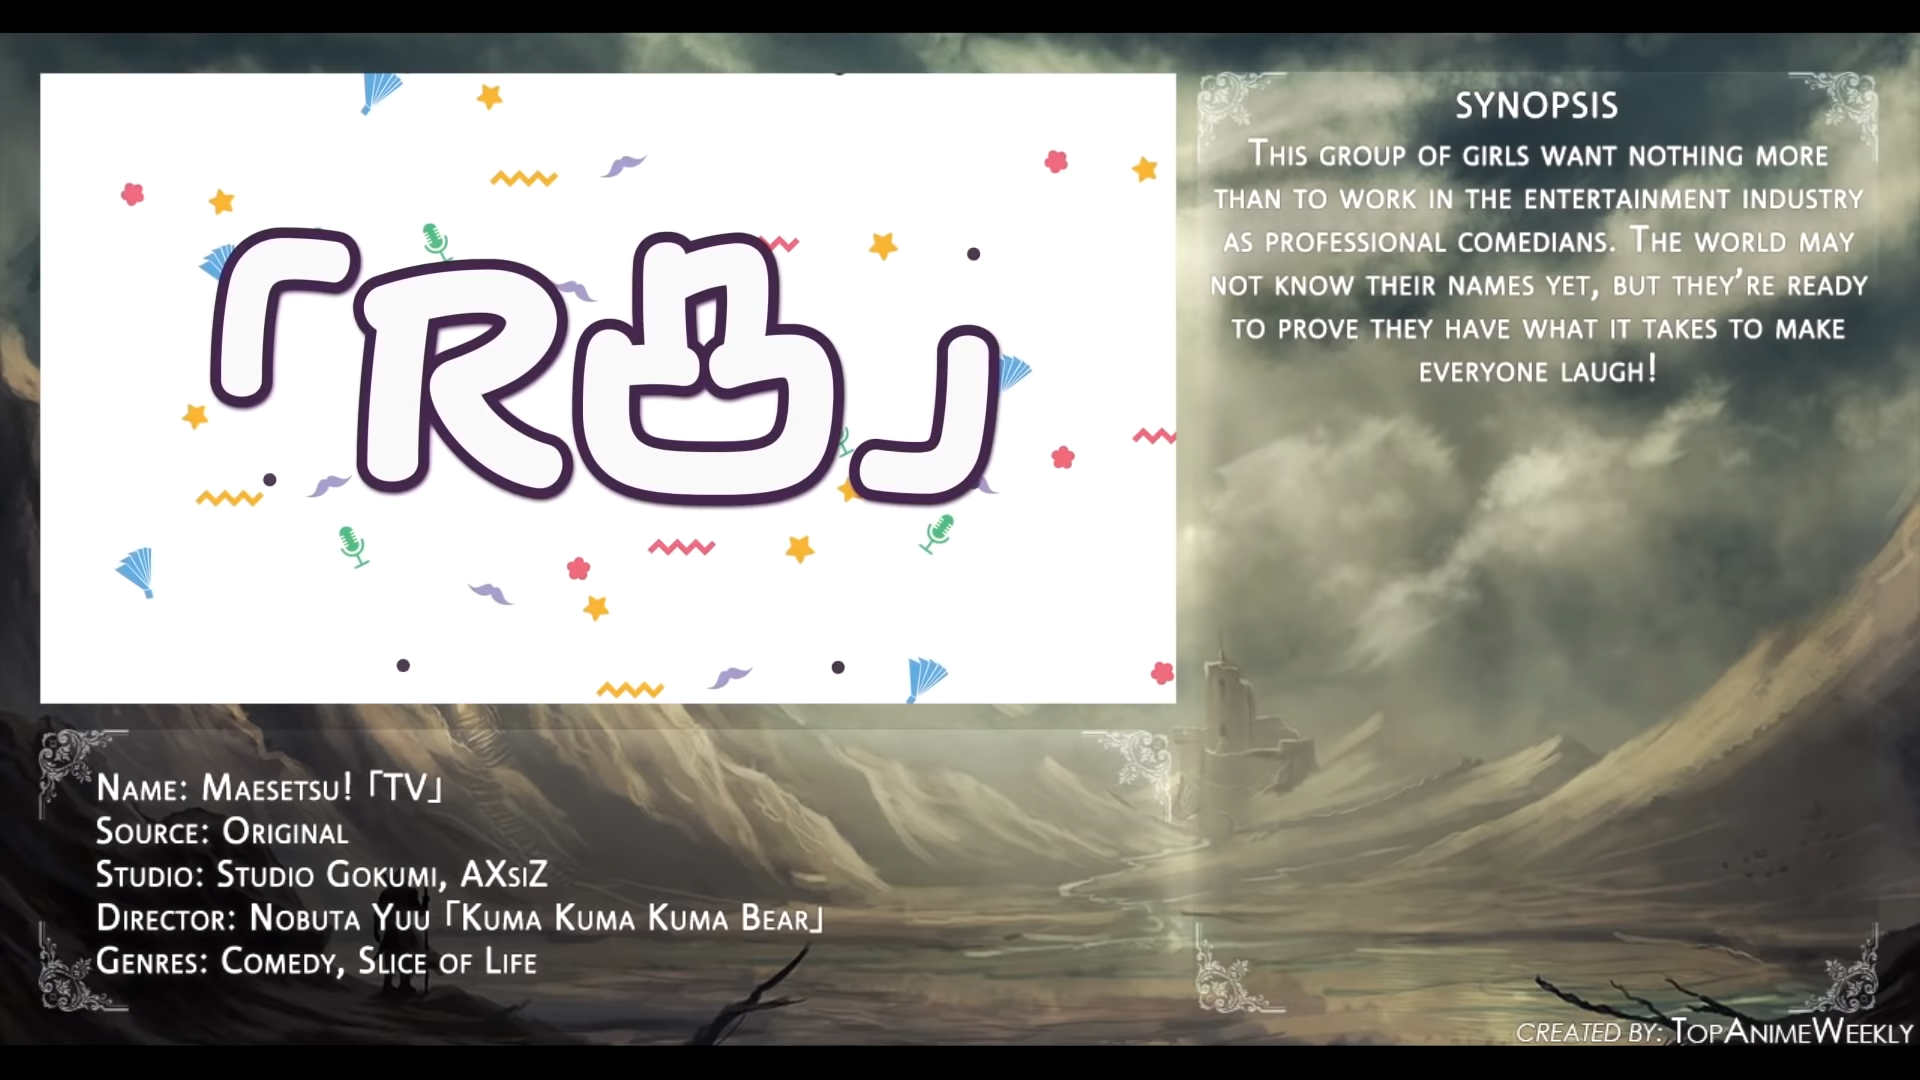 「R凸」
SYNOPSIS
THIS GROUP OF GIRLS WANT NOTHING MORE
THAN TO WORK IN THE ENTERTAINMENT INDUSTRY
AS PROFESSIONAL COMEDIANS. THE WORLD MAY
NOT KNOW THEIR NAMES YET, BUT THEY'RE READY
TO PROVE THEY HAVE WHAT IT TAKES TO MAKE
EVERYONE LAUGH!
NAME: MAESETSU! 「TV」
SOURCE: ORIGINAL
STUDIO: STUDIO GOKUMI, AXSIZ
DIRECTOR: NOBUTA YUU 「KUMA KUMA KUMA BEAR」
GENRES: COMEDY, SLICE OF LIFE
CREATED BY: TOPANIMEWEEKLY